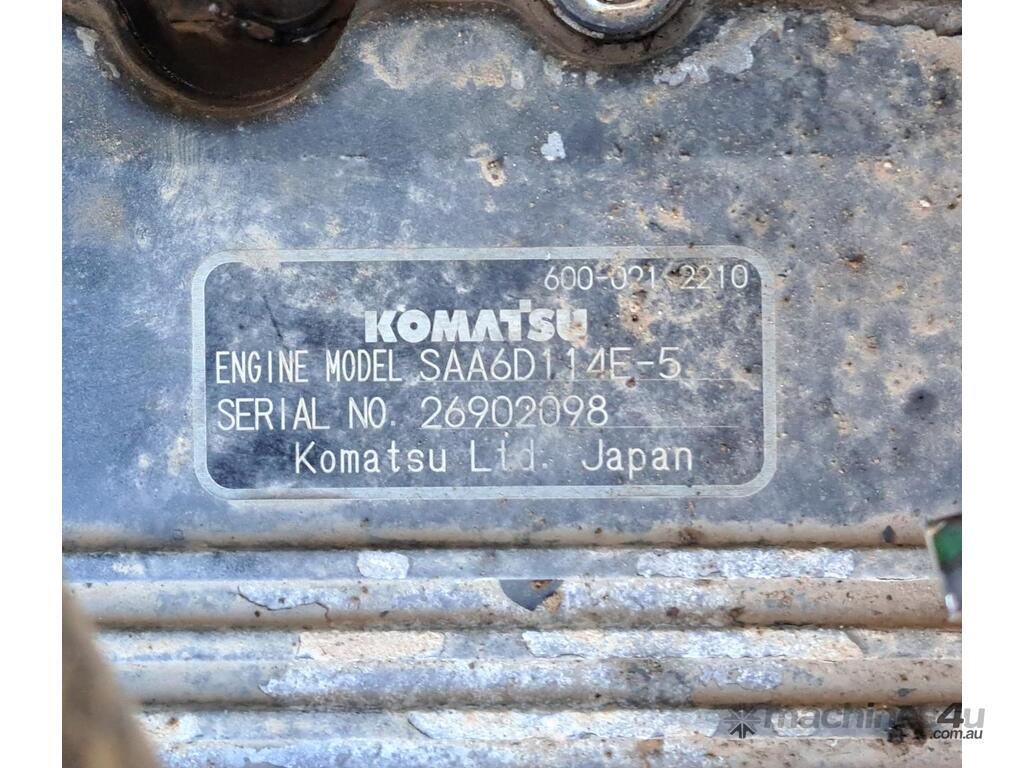 600-021-2210
KOMATSU
ENGINE MODEL SAA6D114E-5
SERIAL NO. 26902098
Komatsu Ltd. Japan
machines4u
.com.au